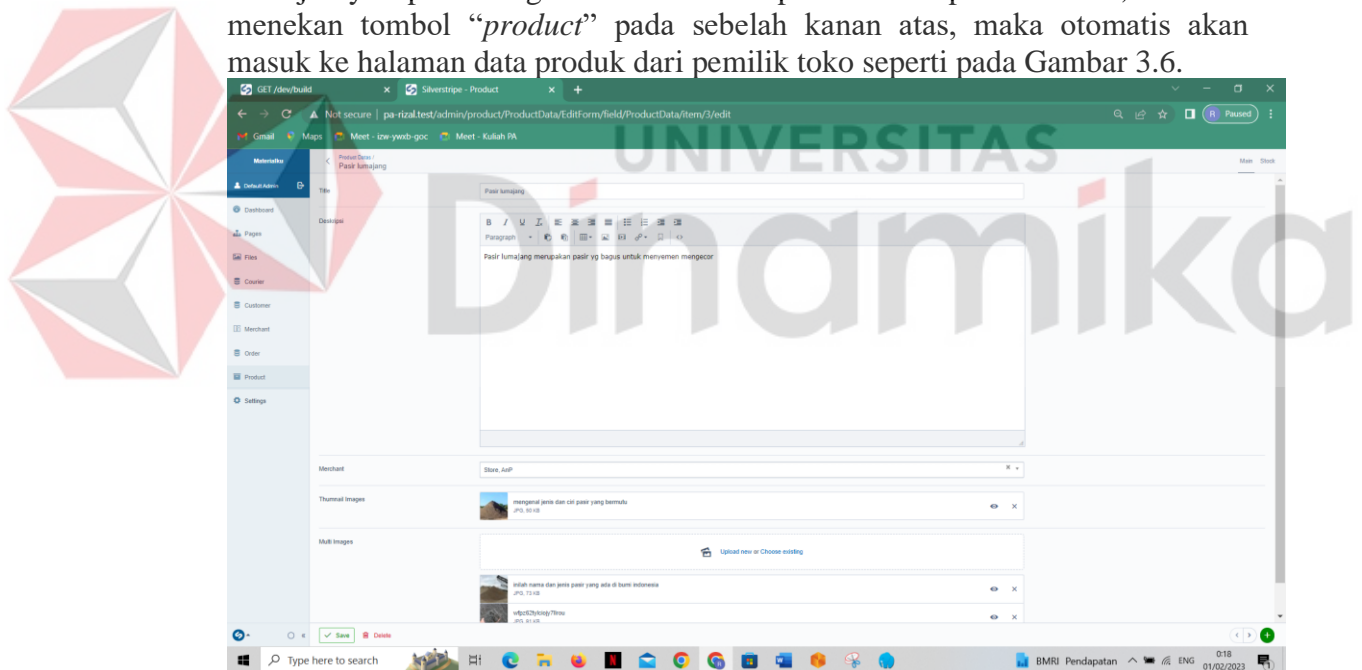 menekan tombol “product” pada sebelah kanan atas, maka otomatis akan
masuk ke halaman data produk dari pemilik toko seperti pada Gambar 3.6.
GET /dev/build
Silverstripe - Product
Not secure | pa-rizal.test/admin/product/ProductData/EditForm/field/ProductData/item/3/edit
R Paused
Gmail
Maps
Meet - izw-ywxb-goc
Meet - Kuliah PA
UNIVERSITAS
Dinamika
Materialku
Product Datas /
Pasir lumajang
Main Stock
Default Admin
Dashboard
Pages
Files
Courier
Customer
Merchant
Order
Product
Settings
Title
Pasir lumajang
Deskripsi
B I U
Paragraph
Pasir lumajang merupakan pasir yg bagus untuk menyemen mengecor
Merchant
Store, AoP
Thumnail Images
mengenal jenis dan ciri pasir yang bermutu
Multi Images
Upload new or Choose existing
inilah nama dan jenis pasir yang ada di bumi indonesia
JPG, 73 KB
Save
Delete
Type here to search
BMRI Pendapatan
ENG
0:18
01/02/2023